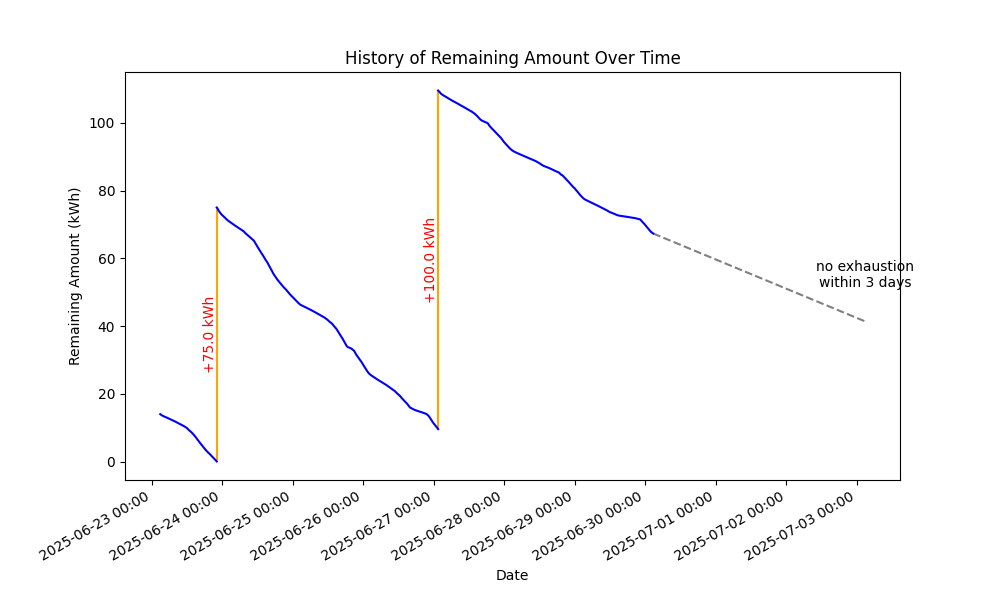 History of Remaining Amount Over Time
Remaining Amount (kWh)
100
80
60
40
20
0
+75.0 kWh
+100.0 kWh
no exhaustion
within 3 days
2025-06-23 00:00
2025-06-24 00:00
2025-06-25 00:00
2025-06-26 00:00
2025-06-27 00:00
2025-06-28 00:00
2025-06-29 00:00
2025-06-30 00:00
2025-07-01 00:00
2025-07-02 00:00
2025-07-03 00:00
Date